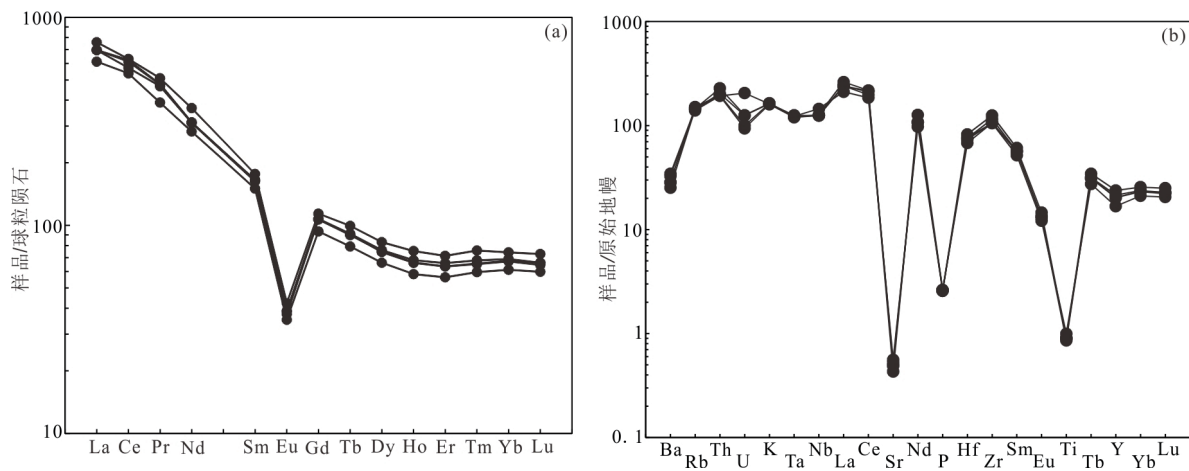 1000
(a)
100
10
样品/球粒陨石
La Ce Pr Nd Sm Eu Gd Tb Dy Ho Er Tm Yb Lu
1000
(b)
100
10
1
0.1
样品/原始地幔
Ba Th K Nb Ce Nd Hf Sm Ti Y Lu
Rb U Ta La Sr P Zr Eu Tb Yb